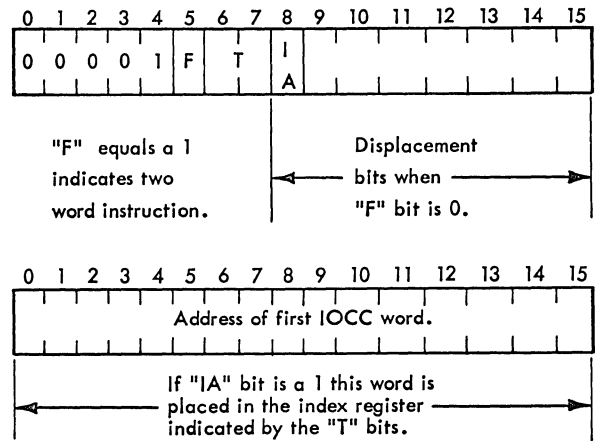 0 1 2 3 4 5 6 7 8 9 10 11 12 13 14 15
0 0 0 0 1 F T I
A
"F" equals a 1
indicates two
word instruction.
Displacement
bits when
"F" bit is 0.
0 1 2 3 4 5 6 7 8 9 10 11 12 13 14 15
Address of first IOCC word.
If "IA" bit is a 1 this word is
placed in the index register
indicated by the "T" bits.